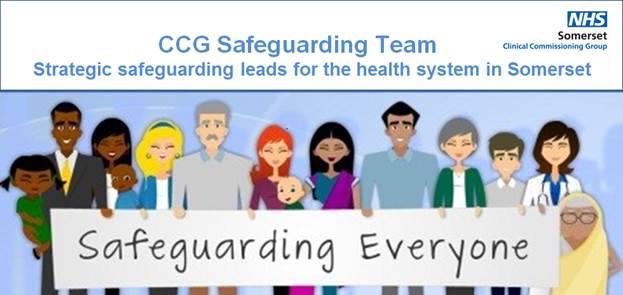 NHS
Somerset
Clinical Commissioning Group
CCG Safeguarding Team
Strategic safeguarding leads for the health system in Somerset
Safeguarding Everyone